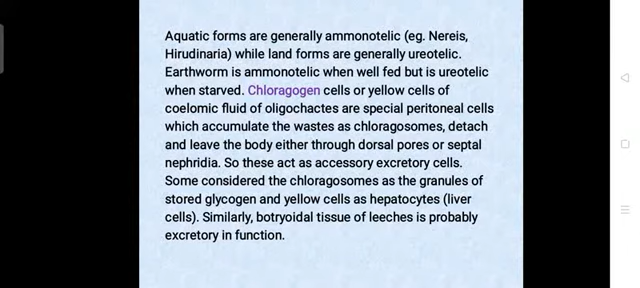 Aquatic forms are generally ammonotelic (eg. Nereis,
Hirudinaria) while land forms are generally ureotelic.
Earthworm is ammonotelic when well fed but is ureotelic
when starved. Chloragogen cells or yellow cells of
coelomic fluid of oligochactes are special peritoneal cells
which accumulate the wastes as chloragosomes, detach
and leave the body either through dorsal pores or septal
nephridia. So these act as accessory excretory cells.
Some considered the chloragosomes as the granules of
stored glycogen and yellow cells as hepatocytes (liver
cells). Similarly, botryoidal tissue of leeches is probably
excretory in function.